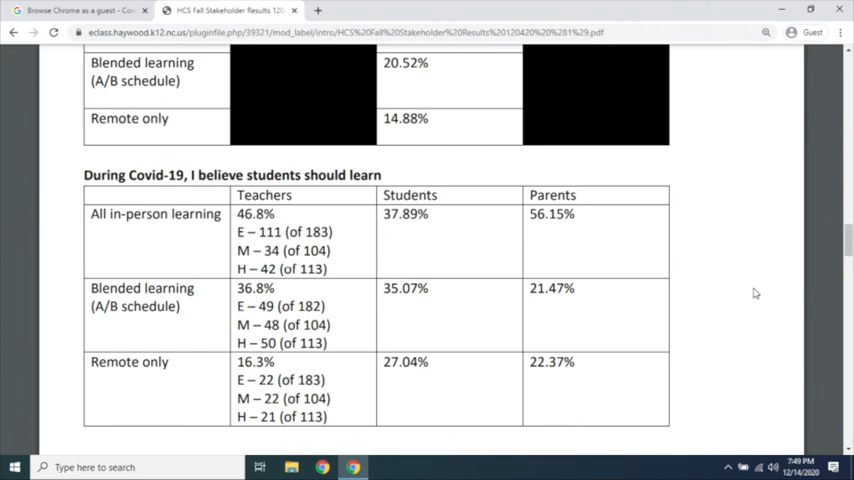 Browse Chrome as a guest - Com
HCS Fall Stakeholder Results 120
eclass.haywood.k12.nc.us/pluginfile.php/39321/mod_label/intro/HCS%20Fall%20Stakeholder%20Results%20120420%20%281%29.pdf
Guest
Blended learning
(A/B schedule)
20.52%
Remote only
14.88%
During Covid-19, I believe students should learn
Teachers
Students
Parents
All in-person learning
46.8%
E – 111 (of 183)
M – 34 (of 104)
H – 42 (of 113)
37.89%
56.15%
Blended learning
(A/B schedule)
36.8%
E – 49 (of 182)
M – 48 (of 104)
H – 50 (of 113)
35.07%
21.47%
Remote only
16.3%
E – 22 (of 183)
M – 22 (of 104)
H – 21 (of 113)
27.04%
22.37%
Type here to search
7:49 PM
12/14/2020